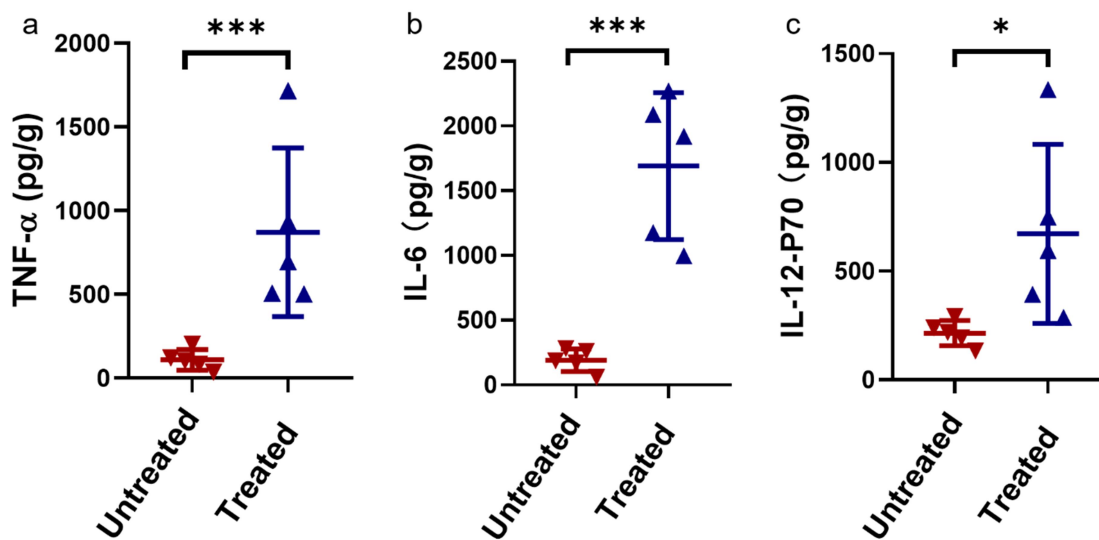 a
***
TNF-α (pg/g)
2000
1500
1000
500
0
Untreated
Treated
b
***
IL-6（pg/g)
2500
2000
1500
1000
500
0
Untreated
Treated
c
*
IL-12-P70（pg/g)
1500
1000
500
0
Untreated
Treated